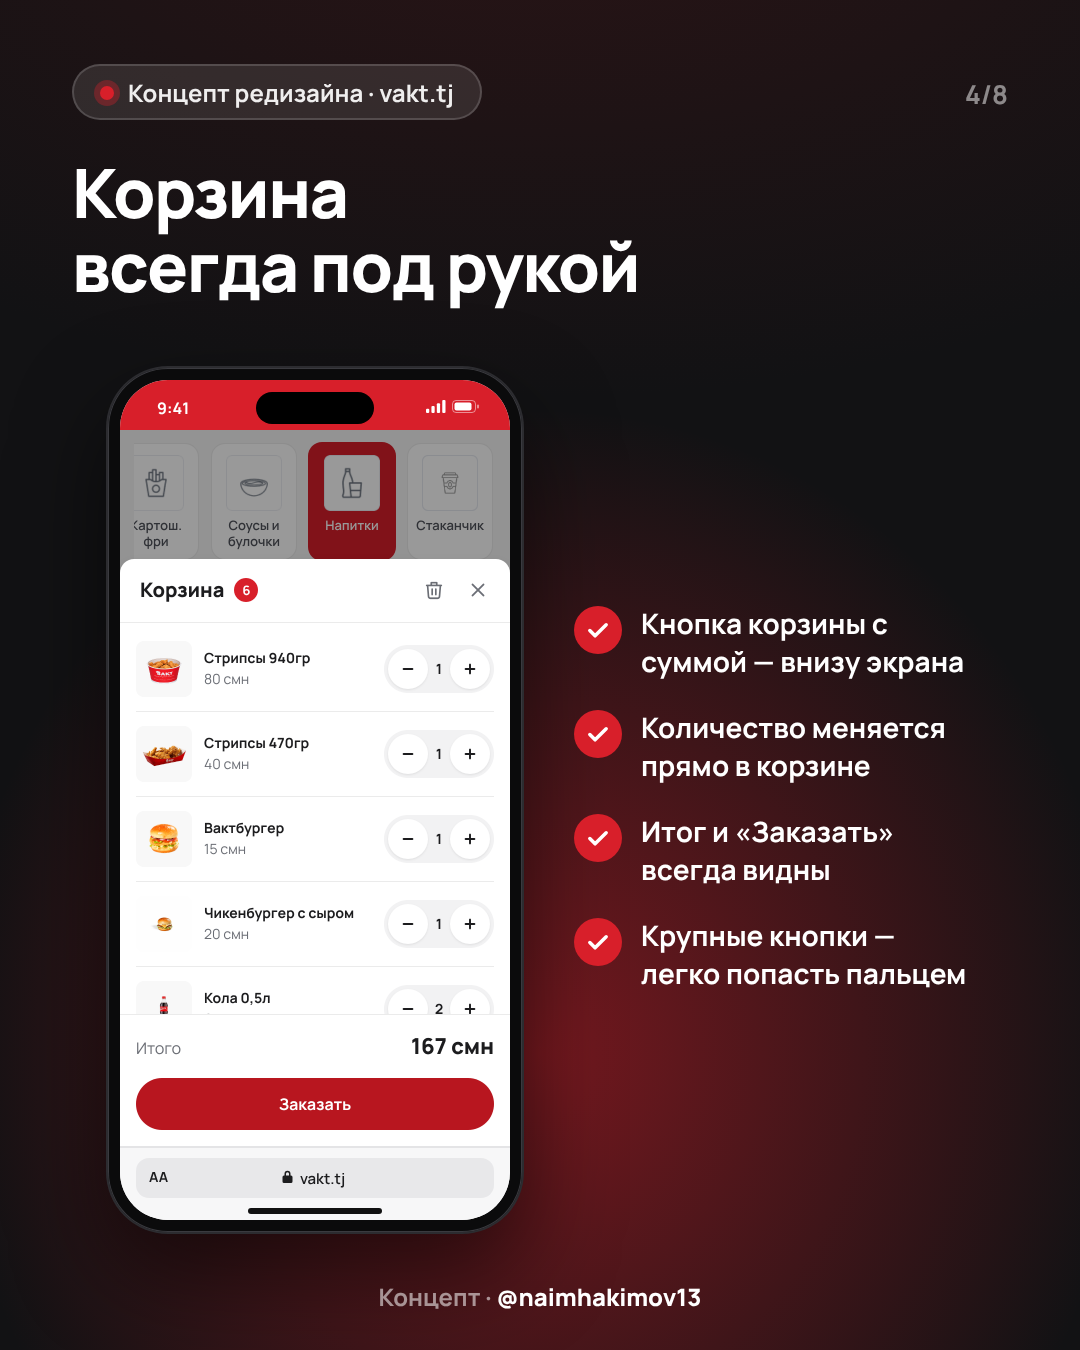 Концепт редизайна · vakt.tj
4/8
Корзина
всегда под рукой
9:41
Картош.
фри
Соусы и
булочки
Напитки
Стаканчик
Корзина 6
Стрипсы 940гр
80 смн
− 1 +
Стрипсы 470гр
40 смн
− 1 +
Вактбургер
15 смн
− 1 +
Чикенбургер с сыром
20 смн
− 1 +
Кола 0,5л
− 2 +
Итого
167 смн
Заказать
AA
vakt.tj
Кнопка корзины с
суммой — внизу экрана
Количество меняется
прямо в корзине
Итог и «Заказать»
всегда видны
Крупные кнопки —
легко попасть пальцем
Концепт · @naimhakimov13